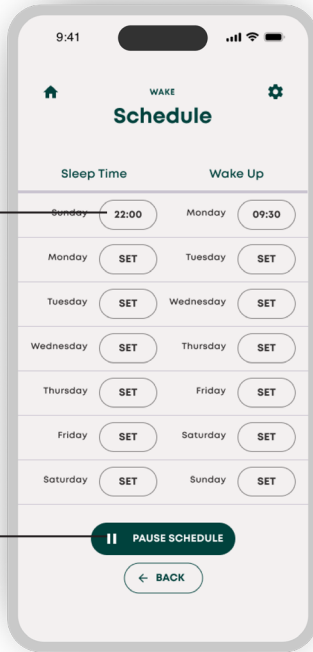 9:41
WAKE
Schedule
Sleep Time Wake Up
Sunday 22:00 Monday 09:30
Monday SET Tuesday SET
Tuesday SET Wednesday SET
Wednesday SET Thursday SET
Thursday SET Friday SET
Friday SET Saturday SET
Saturday SET Sunday SET
PAUSE SCHEDULE
BACK